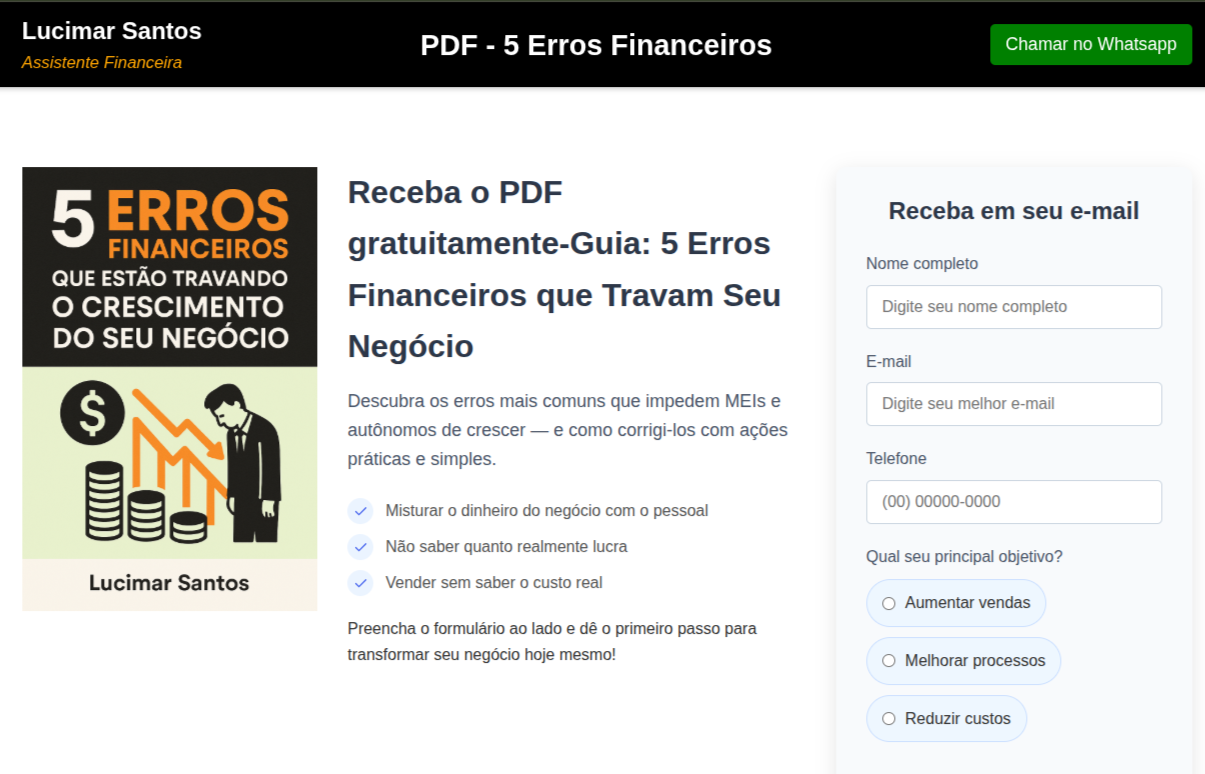 Lucimar Santos
Assistente Financeira
PDF - 5 Erros Financeiros
Chamar no Whatsapp
5 ERROS
FINANCEIROS
QUE ESTÃO TRAVANDO
O CRESCIMENTO
DO SEU NEGÓCIO
$
Lucimar Santos
Receba o PDF
gratuitamente-Guia: 5 Erros
Financeiros que Travam Seu
Negócio
Descubra os erros mais comuns que impedem MEIs e
autônomos de crescer — e como corrigi-los com ações
práticas e simples.
Misturar o dinheiro do negócio com o pessoal
Não saber quanto realmente lucra
Vender sem saber o custo real
Preencha o formulário ao lado e dê o primeiro passo para
transformar seu negócio hoje mesmo!
Receba em seu e-mail
Nome completo
Digite seu nome completo
E-mail
Digite seu melhor e-mail
Telefone
(00) 00000-0000
Qual seu principal objetivo?
Aumentar vendas
Melhorar processos
Reduzir custos